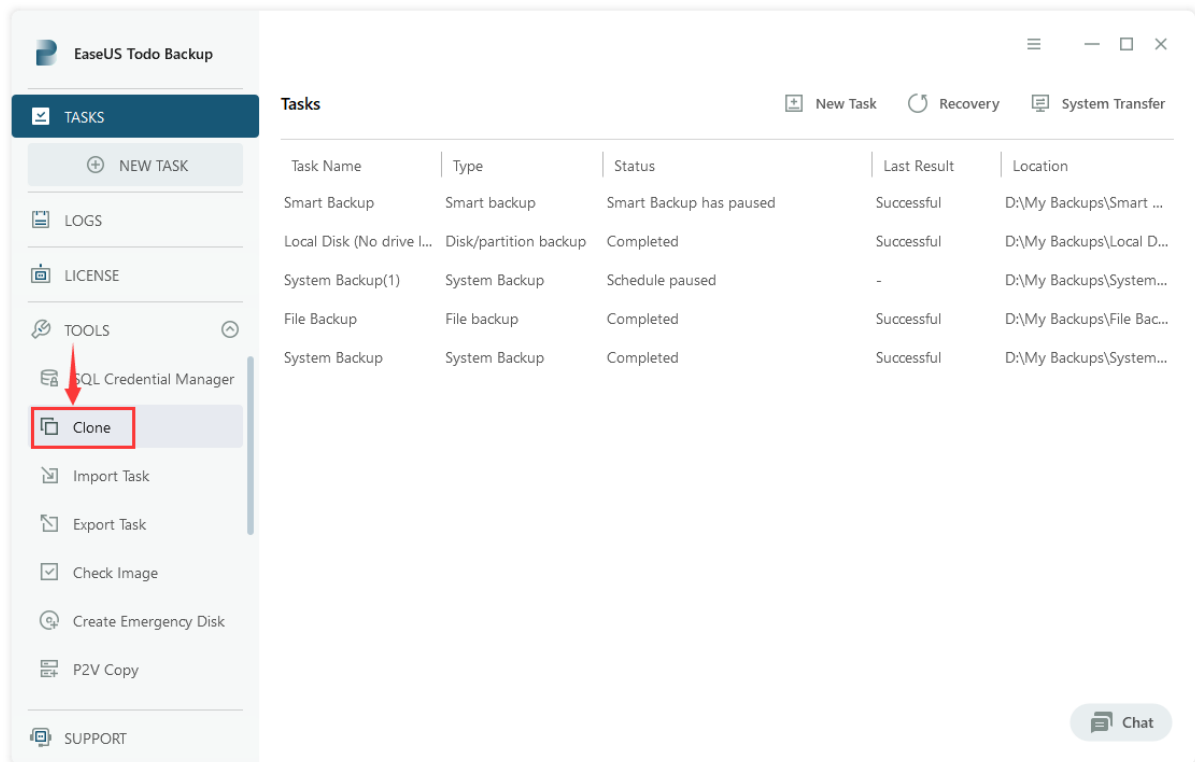 EaseUS Todo Backup
TASKS
NEW TASK
LOGS
LICENSE
TOOLS
SQL Credential Manager
Clone
Import Task
Export Task
Check Image
Create Emergency Disk
P2V Copy
SUPPORT
Tasks New Task Recovery System Transfer
Task Name Type Status Last Result Location
Smart Backup Smart backup Smart Backup has paused Successful D:\My Backups\Smart ...
Local Disk (No drive l... Disk/partition backup Completed Successful D:\My Backups\Local D...
System Backup(1) System Backup Schedule paused - D:\My Backups\System...
File Backup File backup Completed Successful D:\My Backups\File Bac...
System Backup System Backup Completed Successful D:\My Backups\System...
Chat